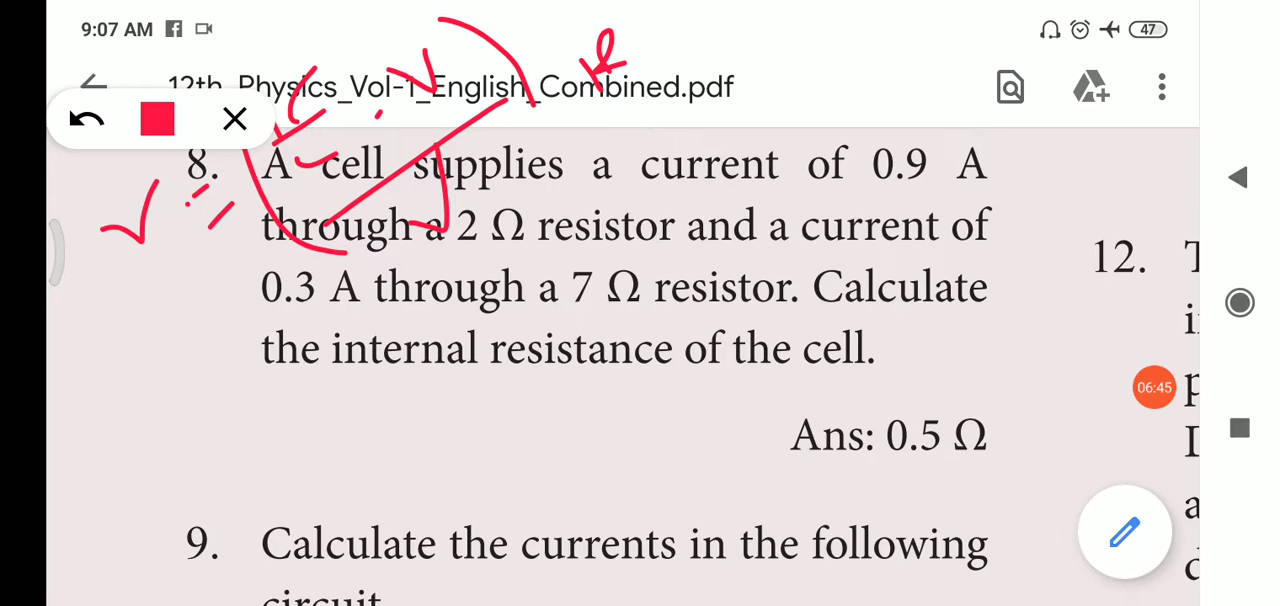 9:07 AM
47
12th_Physics_Vol-1_English_Combined.pdf
8. A cell supplies a current of 0.9 A
through a 2 Ω resistor and a current of
0.3 A through a 7 Ω resistor. Calculate
the internal resistance of the cell.
Ans: 0.5 Ω
9. Calculate the currents in the following
circuit
12.
06:45